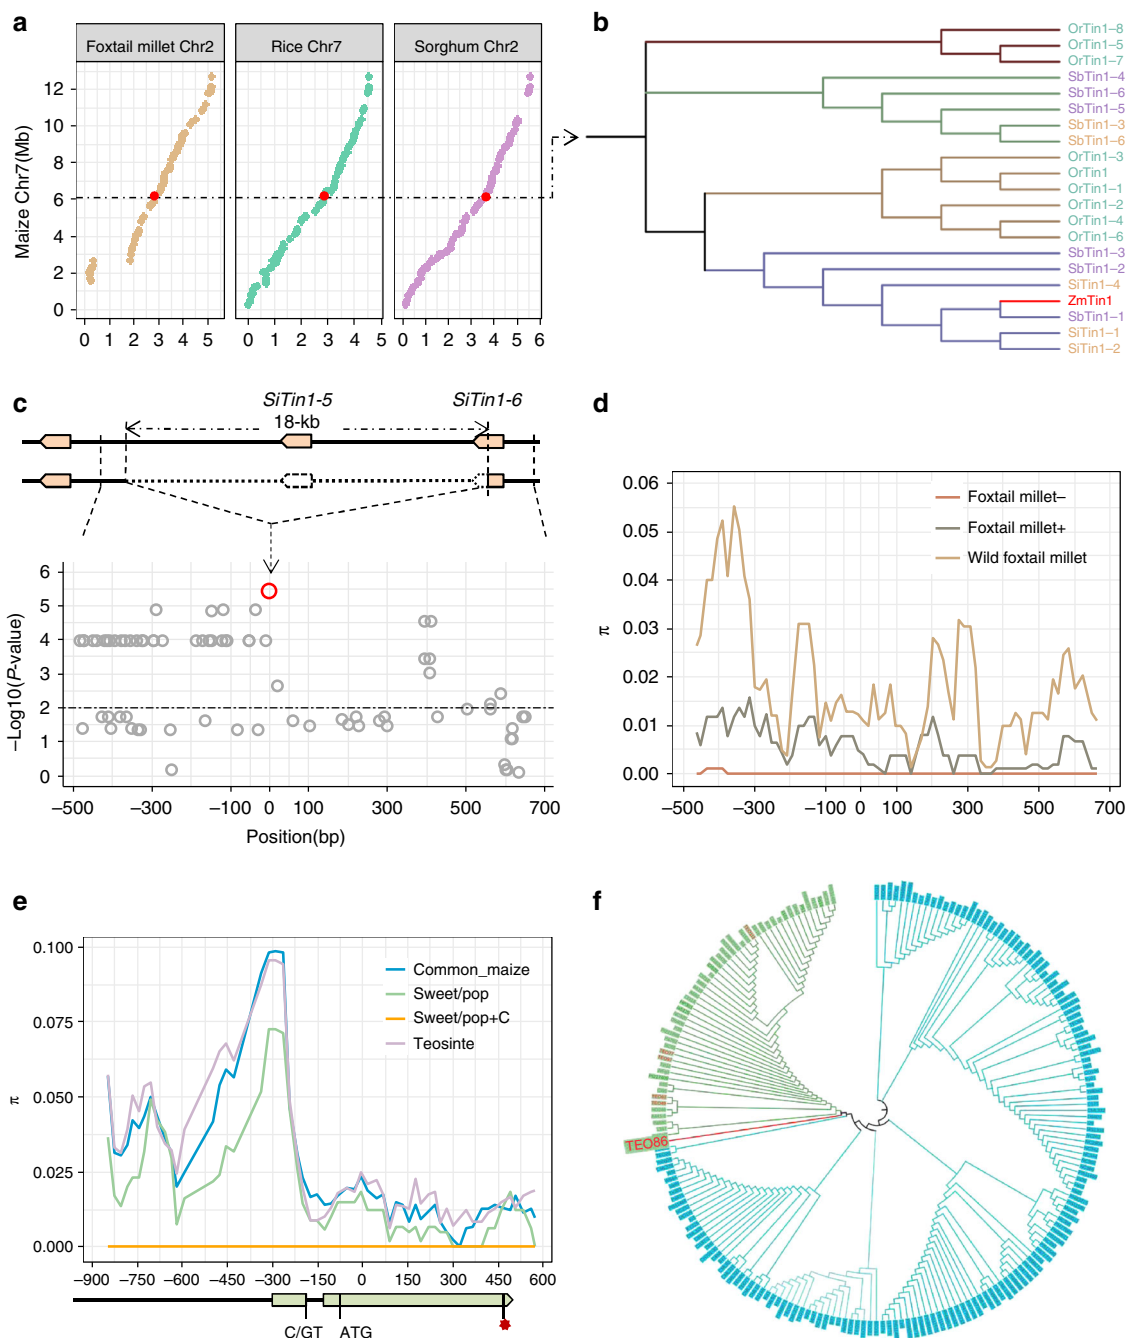 a
Foxtail millet Chr2
Rice Chr7
Sorghum Chr2
Maize Chr7(Mb)
12
10
8
6
4
2
0
0 1 2 3 4 5
0 1 2 3 4 5
0 1 2 3 4 5 6
b
OrTin1–8
OrTin1–5
OrTin1–7
SbTin1–4
SbTin1–6
SbTin1–5
SbTin1–3
SbTin1–6
OrTin1–3
OrTin1
OrTin1–1
OrTin1–2
OrTin1–4
OrTin1–6
SbTin1–3
SbTin1–2
SiTin1–4
ZmTin1
SbTin1–1
SiTin1–1
SiTin1–2
c
SiTin1-5
SiTin1-6
18-kb
–Log10(P-value)
6
5
4
3
2
1
0
–500 –300 –100 0 100 300 500 700
Position(bp)
d
π
0.06
0.05
0.04
0.03
0.02
0.01
0.00
Foxtail millet–
Foxtail millet+
Wild foxtail millet
–500 –300 –100 0 100 300 500 700
e
π
0.100
0.075
0.050
0.025
0.000
Common_maize
Sweet/pop
Sweet/pop+C
Teosinte
–900 –750 –600 –450 –300 –150 0 150 300 450 600
C/GT ATG
f
TEO86